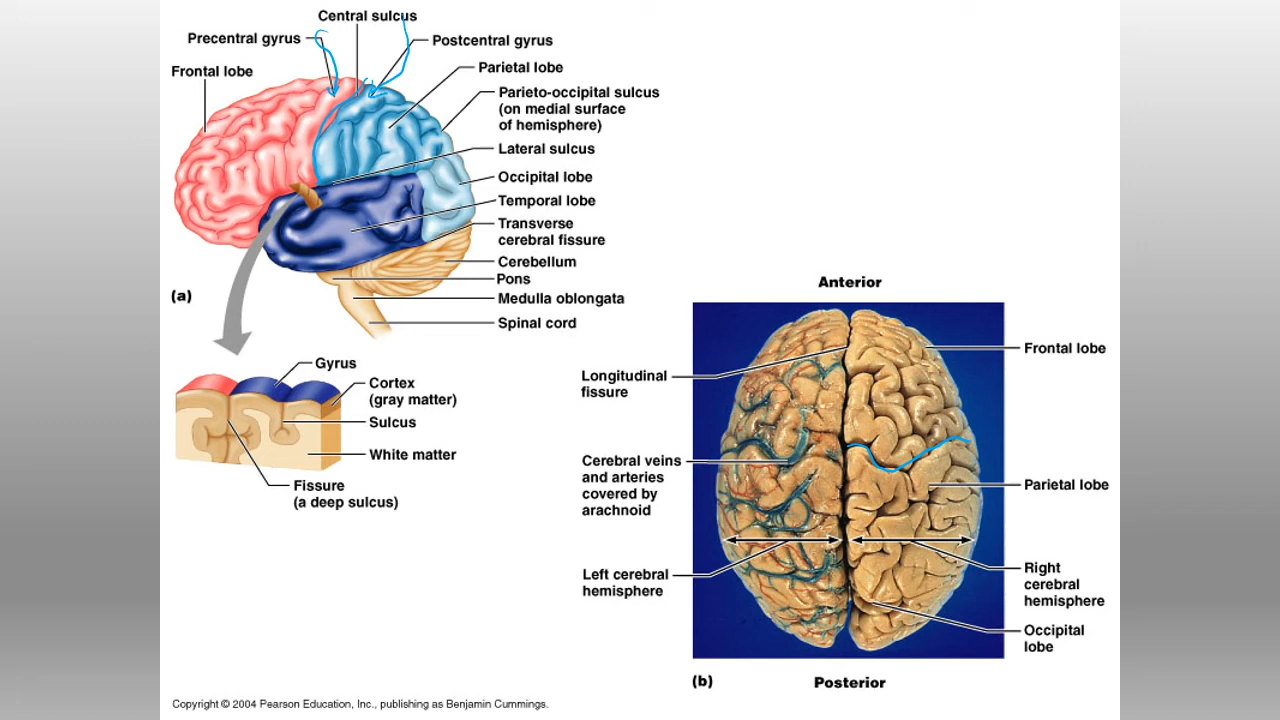 Central sulcus
Precentral gyrus
Postcentral gyrus
Frontal lobe
Parietal lobe
Parieto-occipital sulcus
(on medial surface
of hemisphere)
Lateral sulcus
Occipital lobe
Temporal lobe
Transverse
cerebral fissure
Cerebellum
Pons
Medulla oblongata
Spinal cord
(a)
Gyrus
Cortex
(gray matter)
Sulcus
White matter
Fissure
(a deep sulcus)
Anterior
Longitudinal
fissure
Frontal lobe
Cerebral veins
and arteries
covered by
arachnoid
Parietal lobe
Left cerebral
hemisphere
Right
cerebral
hemisphere
Occipital
lobe
(b)
Posterior
Copyright © 2004 Pearson Education, Inc., publishing as Benjamin Cummings.